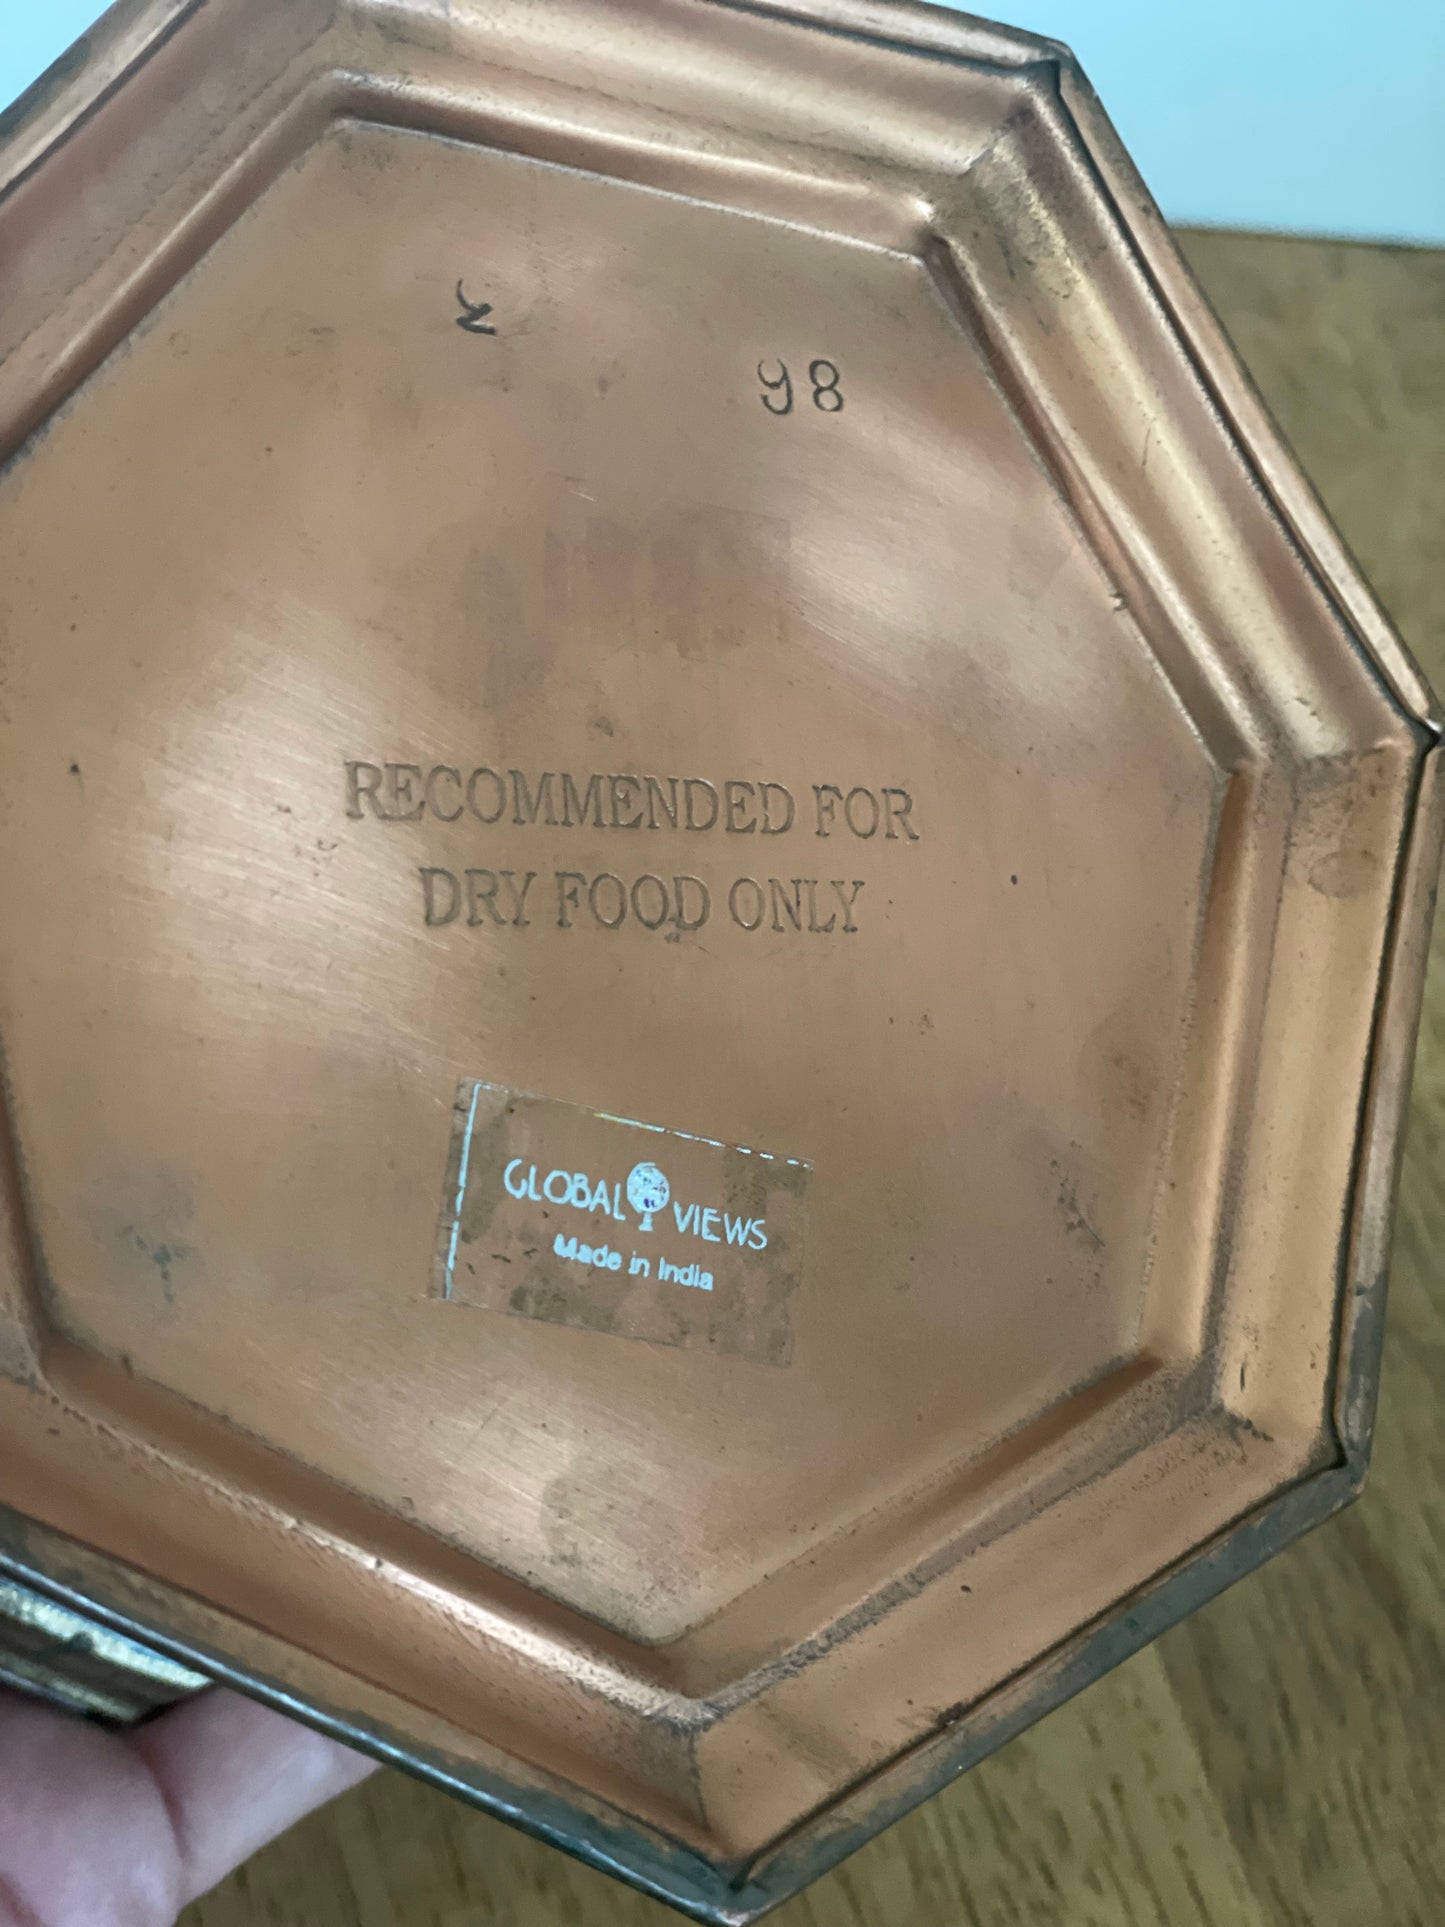 98
RECOMMENDED FOR
DRY FOOD ONLY
GLOBAL VIEWS
Made in India